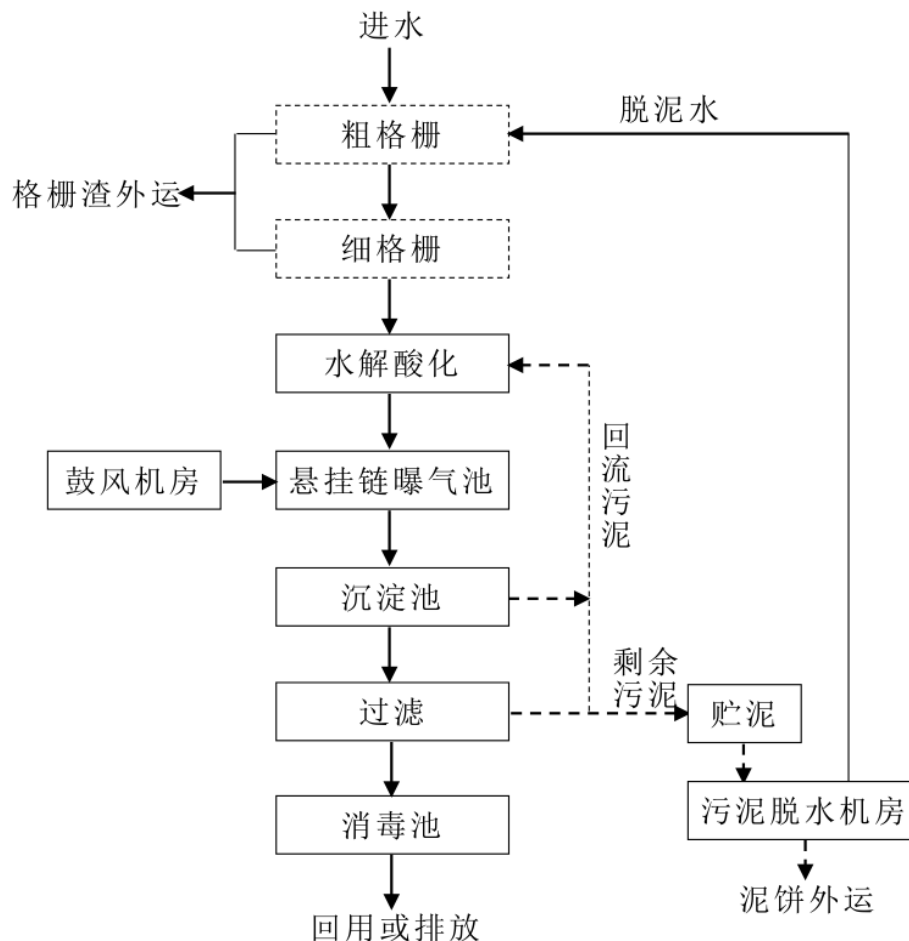 进水
脱泥水
粗格栅
格栅渣外运
细格栅
水解酸化
回流污泥
鼓风机房
悬挂链曝气池
沉淀池
剩余
污泥
过滤
贮泥
消毒池
污泥脱水机房
泥饼外运
回用或排放